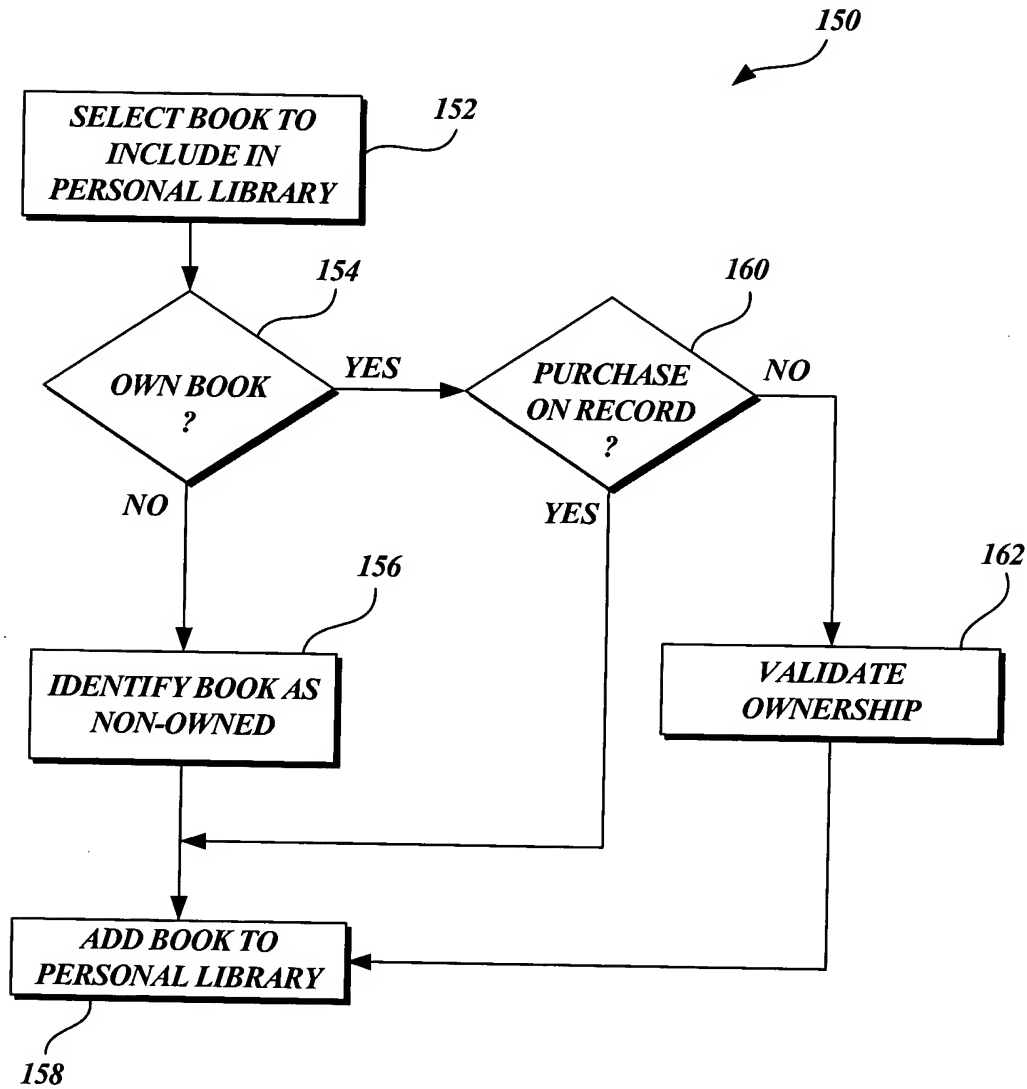 150
SELECT BOOK TO
INCLUDE IN
PERSONAL LIBRARY
152
154
OWN BOOK
?
YES
NO
160
PURCHASE
ON RECORD
?
NO
YES
156
IDENTIFY BOOK AS
NON-OWNED
162
VALIDATE
OWNERSHIP
ADD BOOK TO
PERSONAL LIBRARY
158